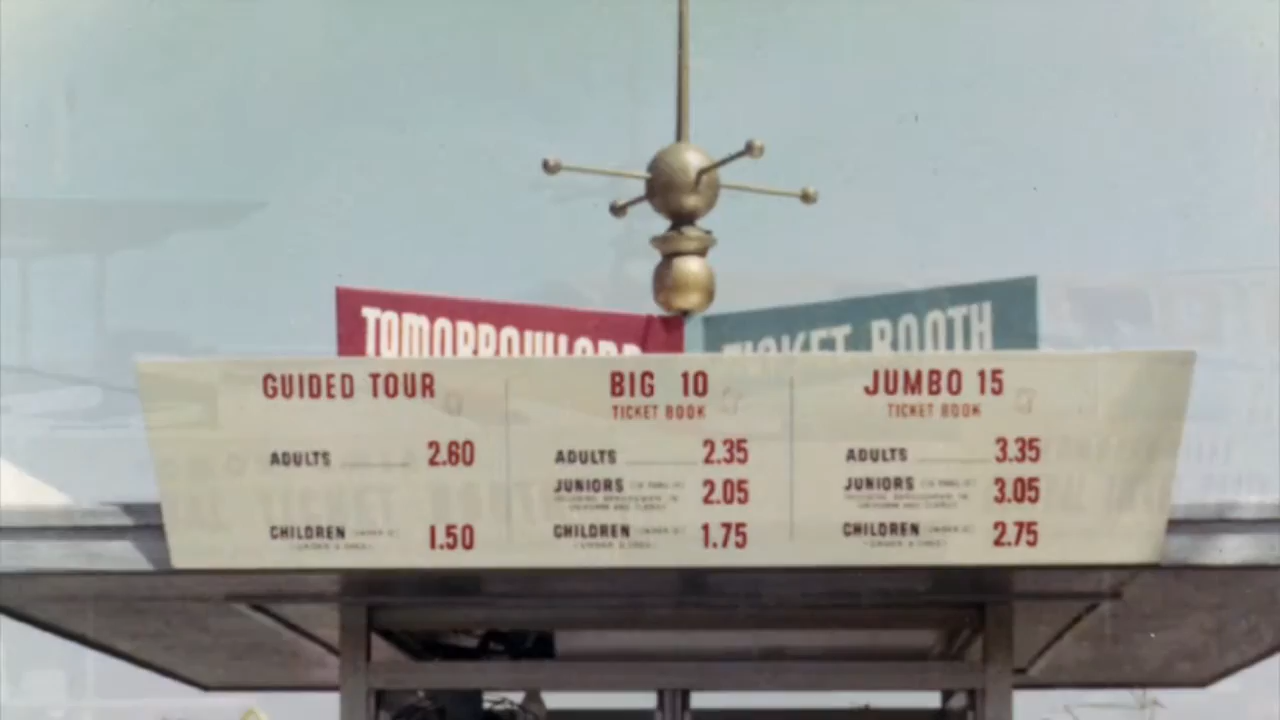 TOMORROWLAND
TICKET BOOTH
GUIDED TOUR
ADULTS 2.60
CHILDREN 1.50
BIG 10
TICKET BOOK
ADULTS 2.35
JUNIORS 2.05
CHILDREN 1.75
JUMBO 15
TICKET BOOK
ADULTS 3.35
JUNIORS 3.05
CHILDREN 2.75